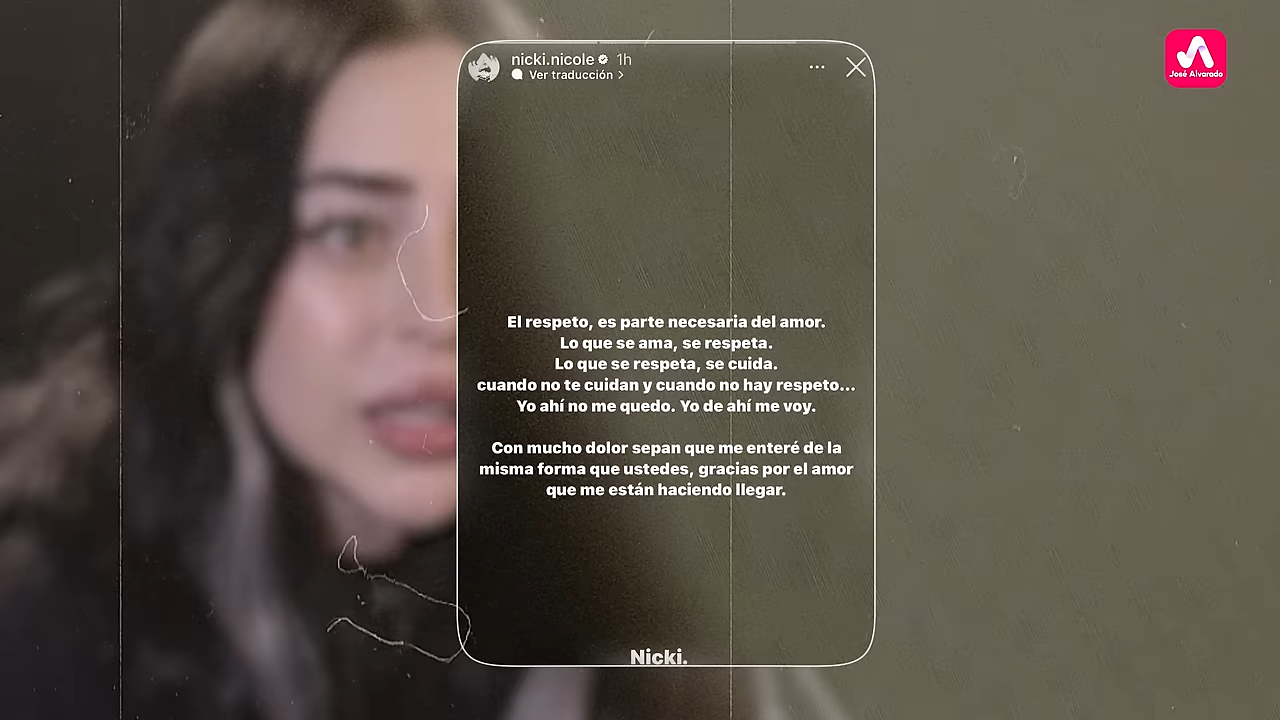 nicki.nicole 1h
Ver traducción
José Alvarado
El respeto, es parte necesaria del amor.
Lo que se ama, se respeta.
Lo que se respeta, se cuida.
cuando no te cuidan y cuando no hay respeto...
Yo ahí no me quedo. Yo de ahí me voy.
Con mucho dolor sepan que me enteré de la
misma forma que ustedes, gracias por el amor
que me están haciendo llegar.
Nicki.